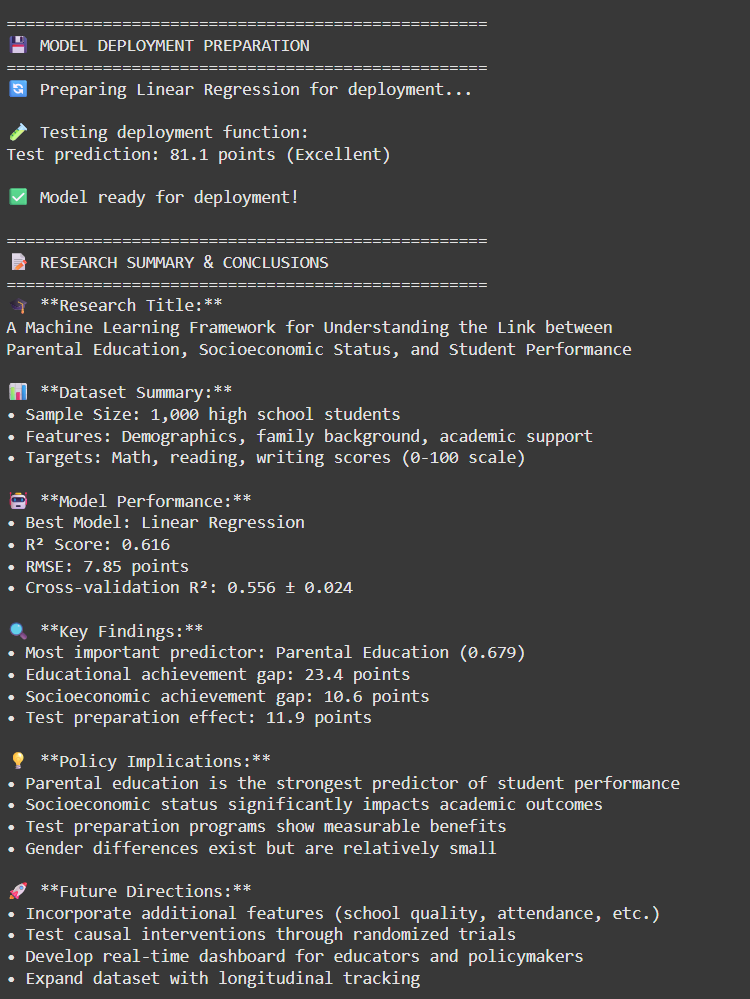 ==================================================
💾 MODEL DEPLOYMENT PREPARATION
==================================================
🔄 Preparing Linear Regression for deployment...
🧪 Testing deployment function:
Test prediction: 81.1 points (Excellent)
✅ Model ready for deployment!
==================================================
📝 RESEARCH SUMMARY & CONCLUSIONS
==================================================
🎓 **Research Title:**
A Machine Learning Framework for Understanding the Link between
Parental Education, Socioeconomic Status, and Student Performance
📊 **Dataset Summary:**
• Sample Size: 1,000 high school students
• Features: Demographics, family background, academic support
• Targets: Math, reading, writing scores (0-100 scale)
🤖 **Model Performance:**
• Best Model: Linear Regression
• R² Score: 0.616
• RMSE: 7.85 points
• Cross-validation R²: 0.556 ± 0.024
🔍 **Key Findings:**
• Most important predictor: Parental Education (0.679)
• Educational achievement gap: 23.4 points
• Socioeconomic achievement gap: 10.6 points
• Test preparation effect: 11.9 points
💡 **Policy Implications:**
• Parental education is the strongest predictor of student performance
• Socioeconomic status significantly impacts academic outcomes
• Test preparation programs show measurable benefits
• Gender differences exist but are relatively small
🚀 **Future Directions:**
• Incorporate additional features (school quality, attendance, etc.)
• Test causal interventions through randomized trials
• Develop real-time dashboard for educators and policymakers
• Expand dataset with longitudinal tracking